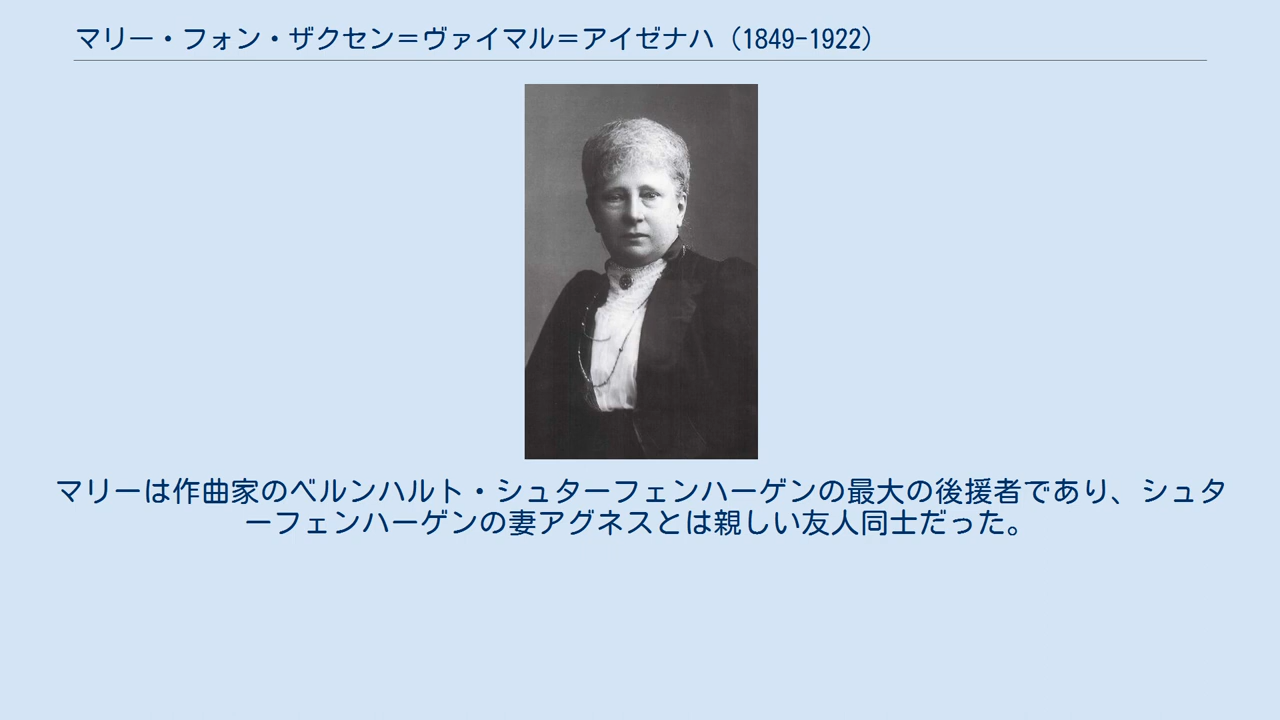 マリー・フォン・ザクセン＝ヴァイマル＝アイゼナハ（1849-1922）
マリーは作曲家のベルンハルト・シュターフェンハーゲンの最大の後援者であり、シュタ
ーフェンハーゲンの妻アグネスとは親しい友人同士だった。